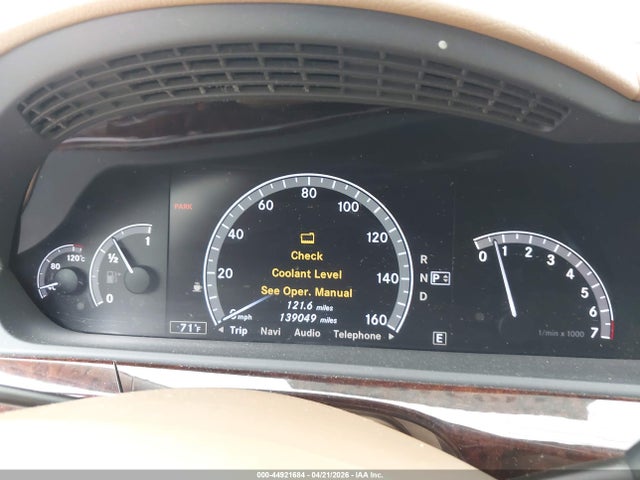 PARK
120°c
80
40
1
½
0
80
60
100
40
120
20
140
0 mph
160
Check
Coolant Level
See Oper. Manual
121.6 miles
139049 miles
Trip Navi Audio Telephone
71°F
R
N P
D
E
0 1 2 3 4 5 6 7
1/min x 1000
000-44921684 - 04/21/2026 - IAA Inc.